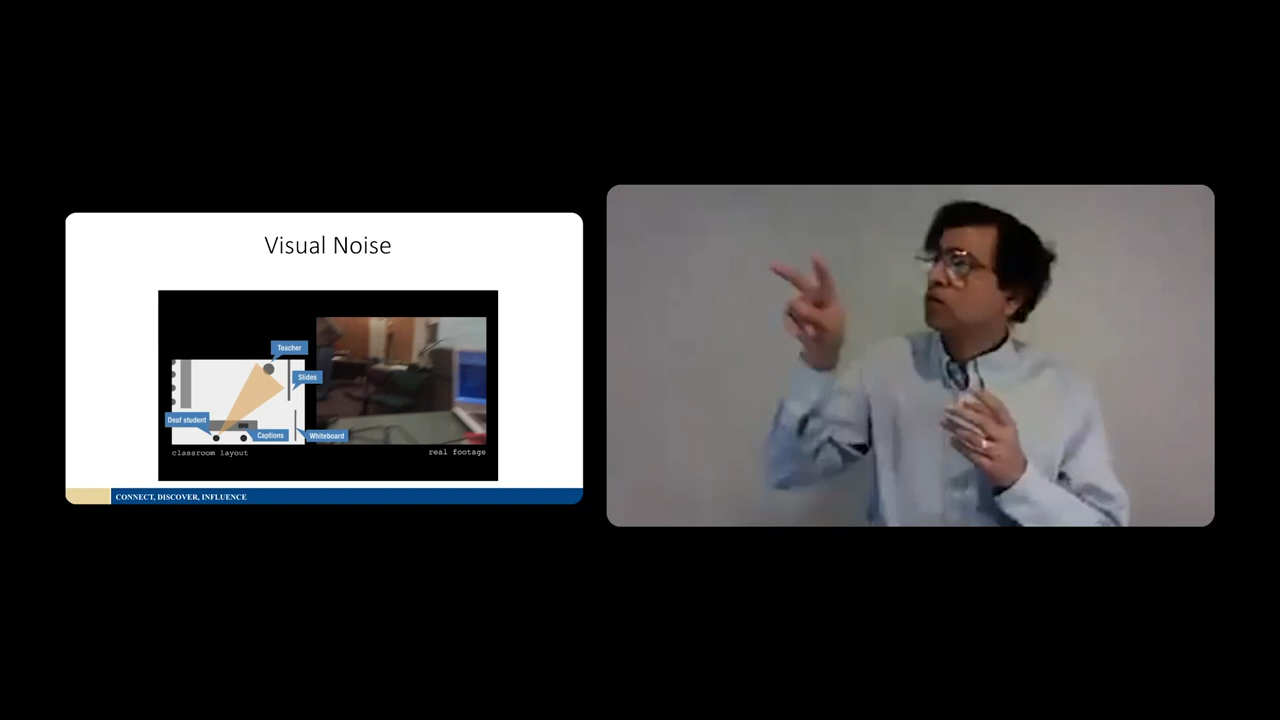 Visual Noise
Teacher
Slides
Deaf student
Captions
Whiteboard
classroom layout
real footage
CONNECT, DISCOVER, INFLUENCE